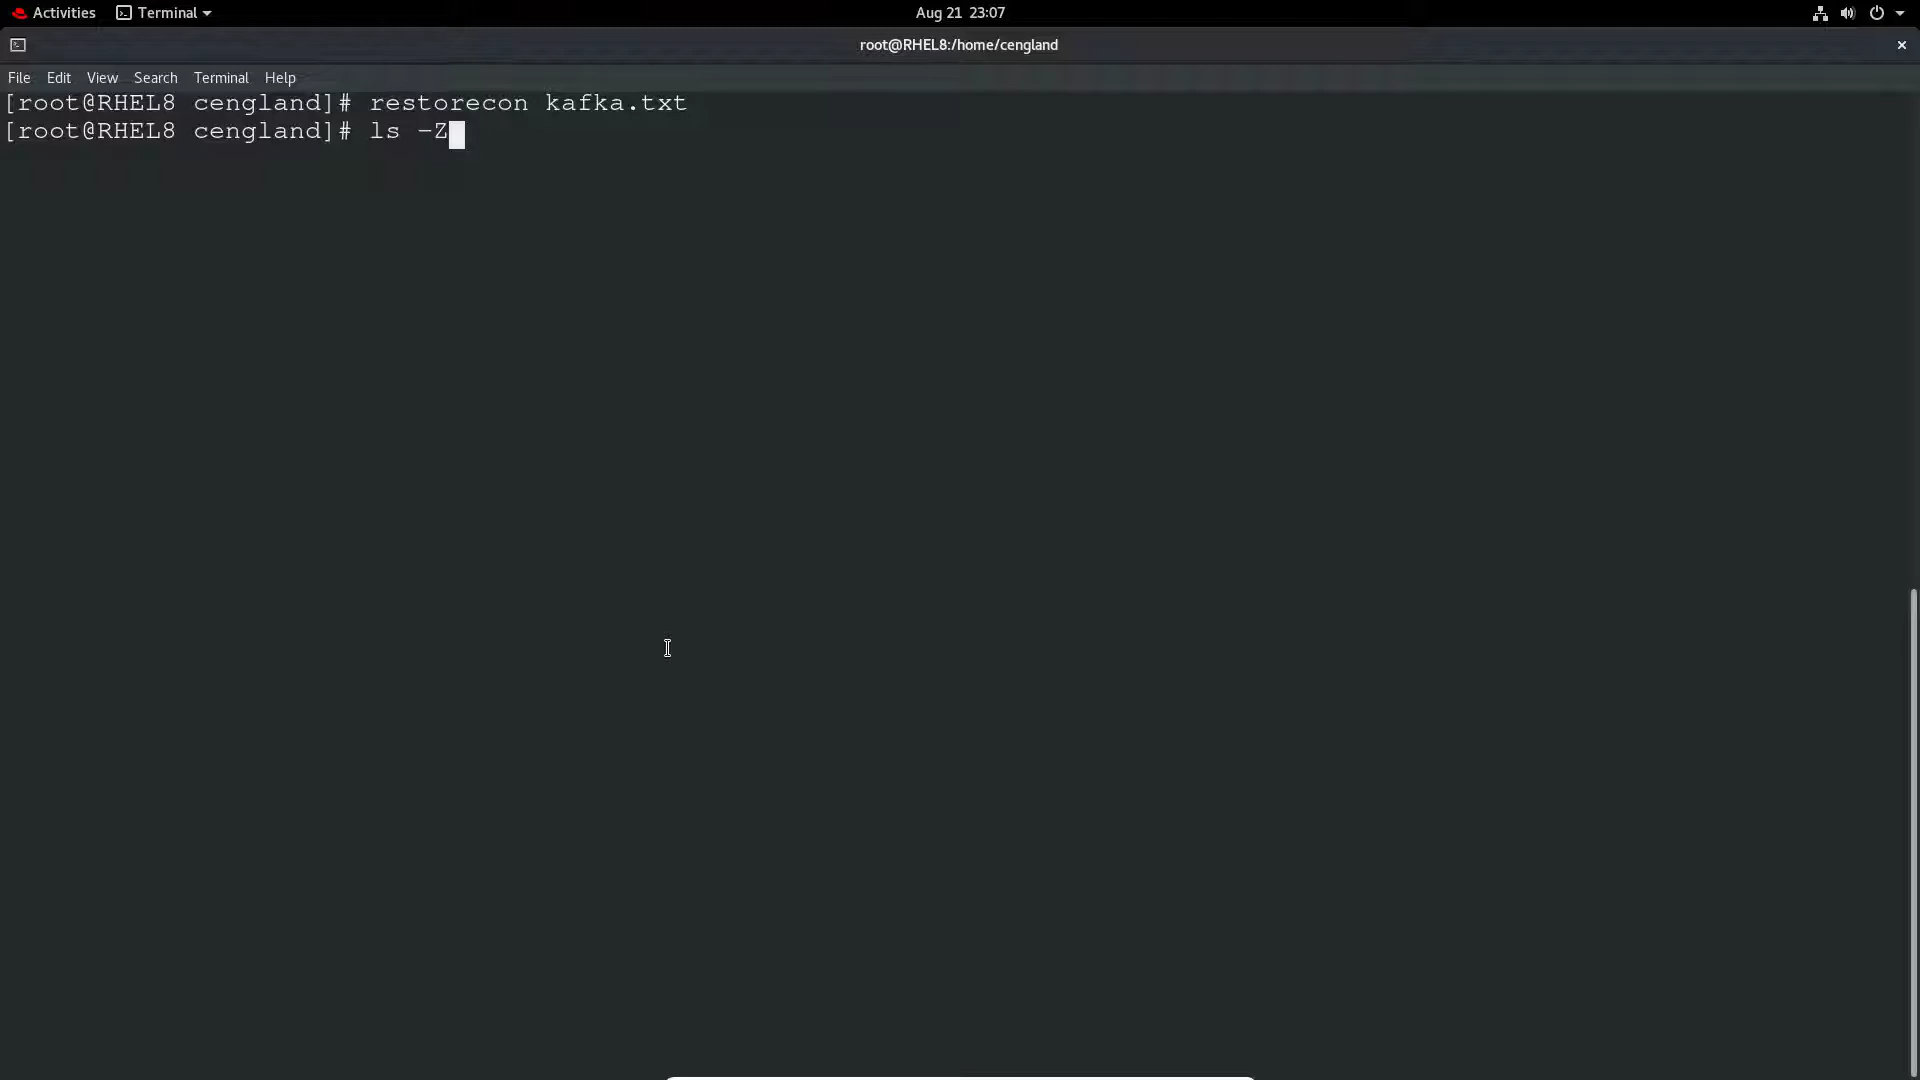 Activities Terminal Aug 21 23:07
root@RHEL8:/home/cengland
File Edit View Search Terminal Help
[root@RHEL8 cengland]# restorecon kafka.txt
[root@RHEL8 cengland]# ls -Z